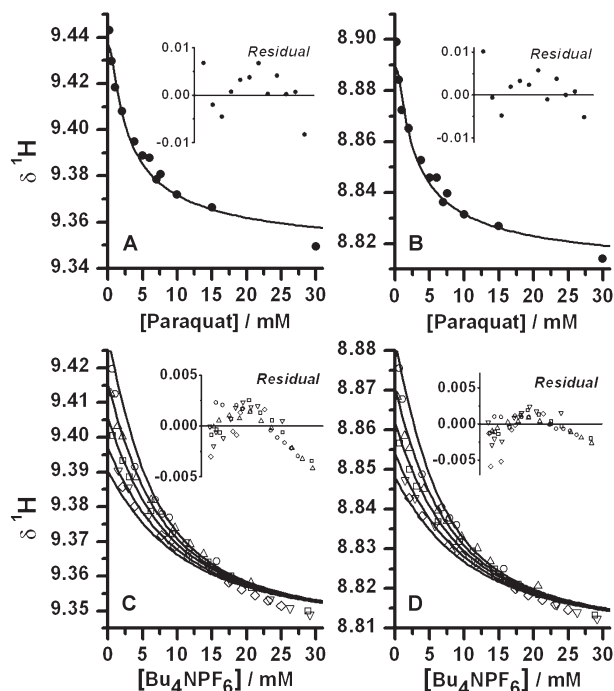 9.44
9.42
9.40
9.38
9.36
9.34
δ ¹H
0.01
0.00
-0.01
Residual
A
0 5 10 15 20 25 30
[Paraquat] / mM
8.90
8.88
8.86
8.84
8.82
0.01
0.00
-0.01
Residual
B
0 5 10 15 20 25 30
[Paraquat] / mM
9.42
9.41
9.40
9.39
9.38
9.37
9.36
9.35
δ ¹H
0.005
0.000
-0.005
Residual
C
0 5 10 15 20 25 30
[Bu₄NPF₆] / mM
8.88
8.87
8.86
8.85
8.84
8.83
8.82
8.81
0.005
0.000
-0.005
Residual
D
0 5 10 15 20 25 30
[Bu₄NPF₆] / mM